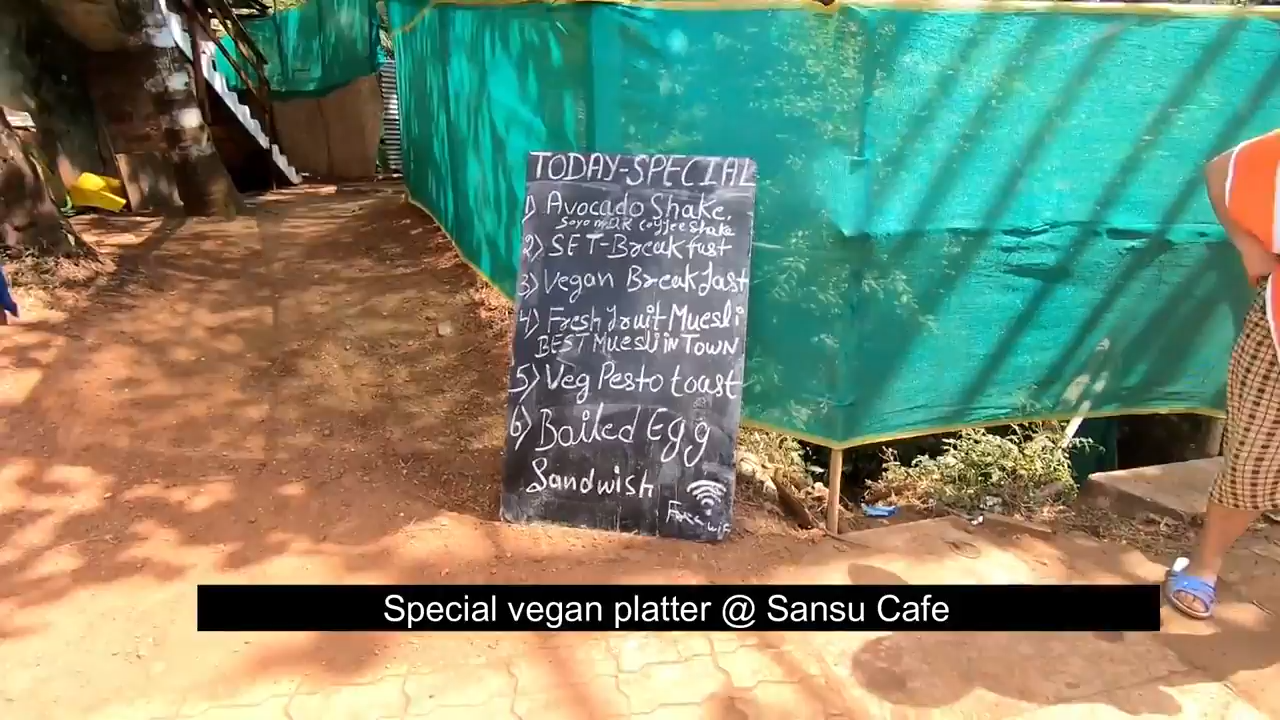 TODAY-SPECIAL
1) Avocado Shake.
Soyo milk coffee shake
2) SET-Breakfast
3) Vegan Breakfast
4) Fresh fruit Muesli
BEST Muesli iN TOWN
5) Veg Pesto toast
6) Boiled Egg
Sandwish
Free wifi
Special vegan platter @ Sansu Cafe